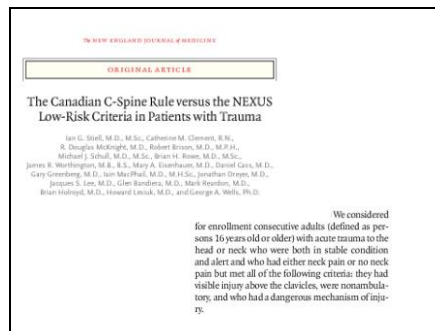 The NEW ENGLAND JOURNAL of MEDICINE
ORIGINAL ARTICLE
The Canadian C-Spine Rule versus the NEXUS
Low-Risk Criteria in Patients with Trauma
Ian G. Stiell, M.D., M.Sc., Catherine M. Clement, R.N.,
R. Douglas McKnight, M.D., Robert Brison, M.D., M.P.H.,
Michael J. Schull, M.D., M.Sc., Brian H. Rowe, M.D., M.Sc.,
James R. Worthington, M.B., B.S., Mary A. Eisenhauer, M.D., Daniel Cass, M.D.,
Gary Greenberg, M.D., Iain MacPhail, M.D., M.H.Sc., Jonathan Dreyer, M.D.,
Jacques S. Lee, M.D., Glen Bandiera, M.D., Mark Reardon, M.D.,
Brian Holroyd, M.D., Howard Lesiuk, M.D., and George A. Wells, Ph.D.
We considered
for enrollment consecutive adults (defined as per-
sons 16 years old or older) with acute trauma to the
head or neck who were both in stable condition
and alert and who had either neck pain or no neck
pain but met all of the following criteria: they had
visible injury above the clavicles, were nonambula-
tory, and who had a dangerous mechanism of inju-
ry.